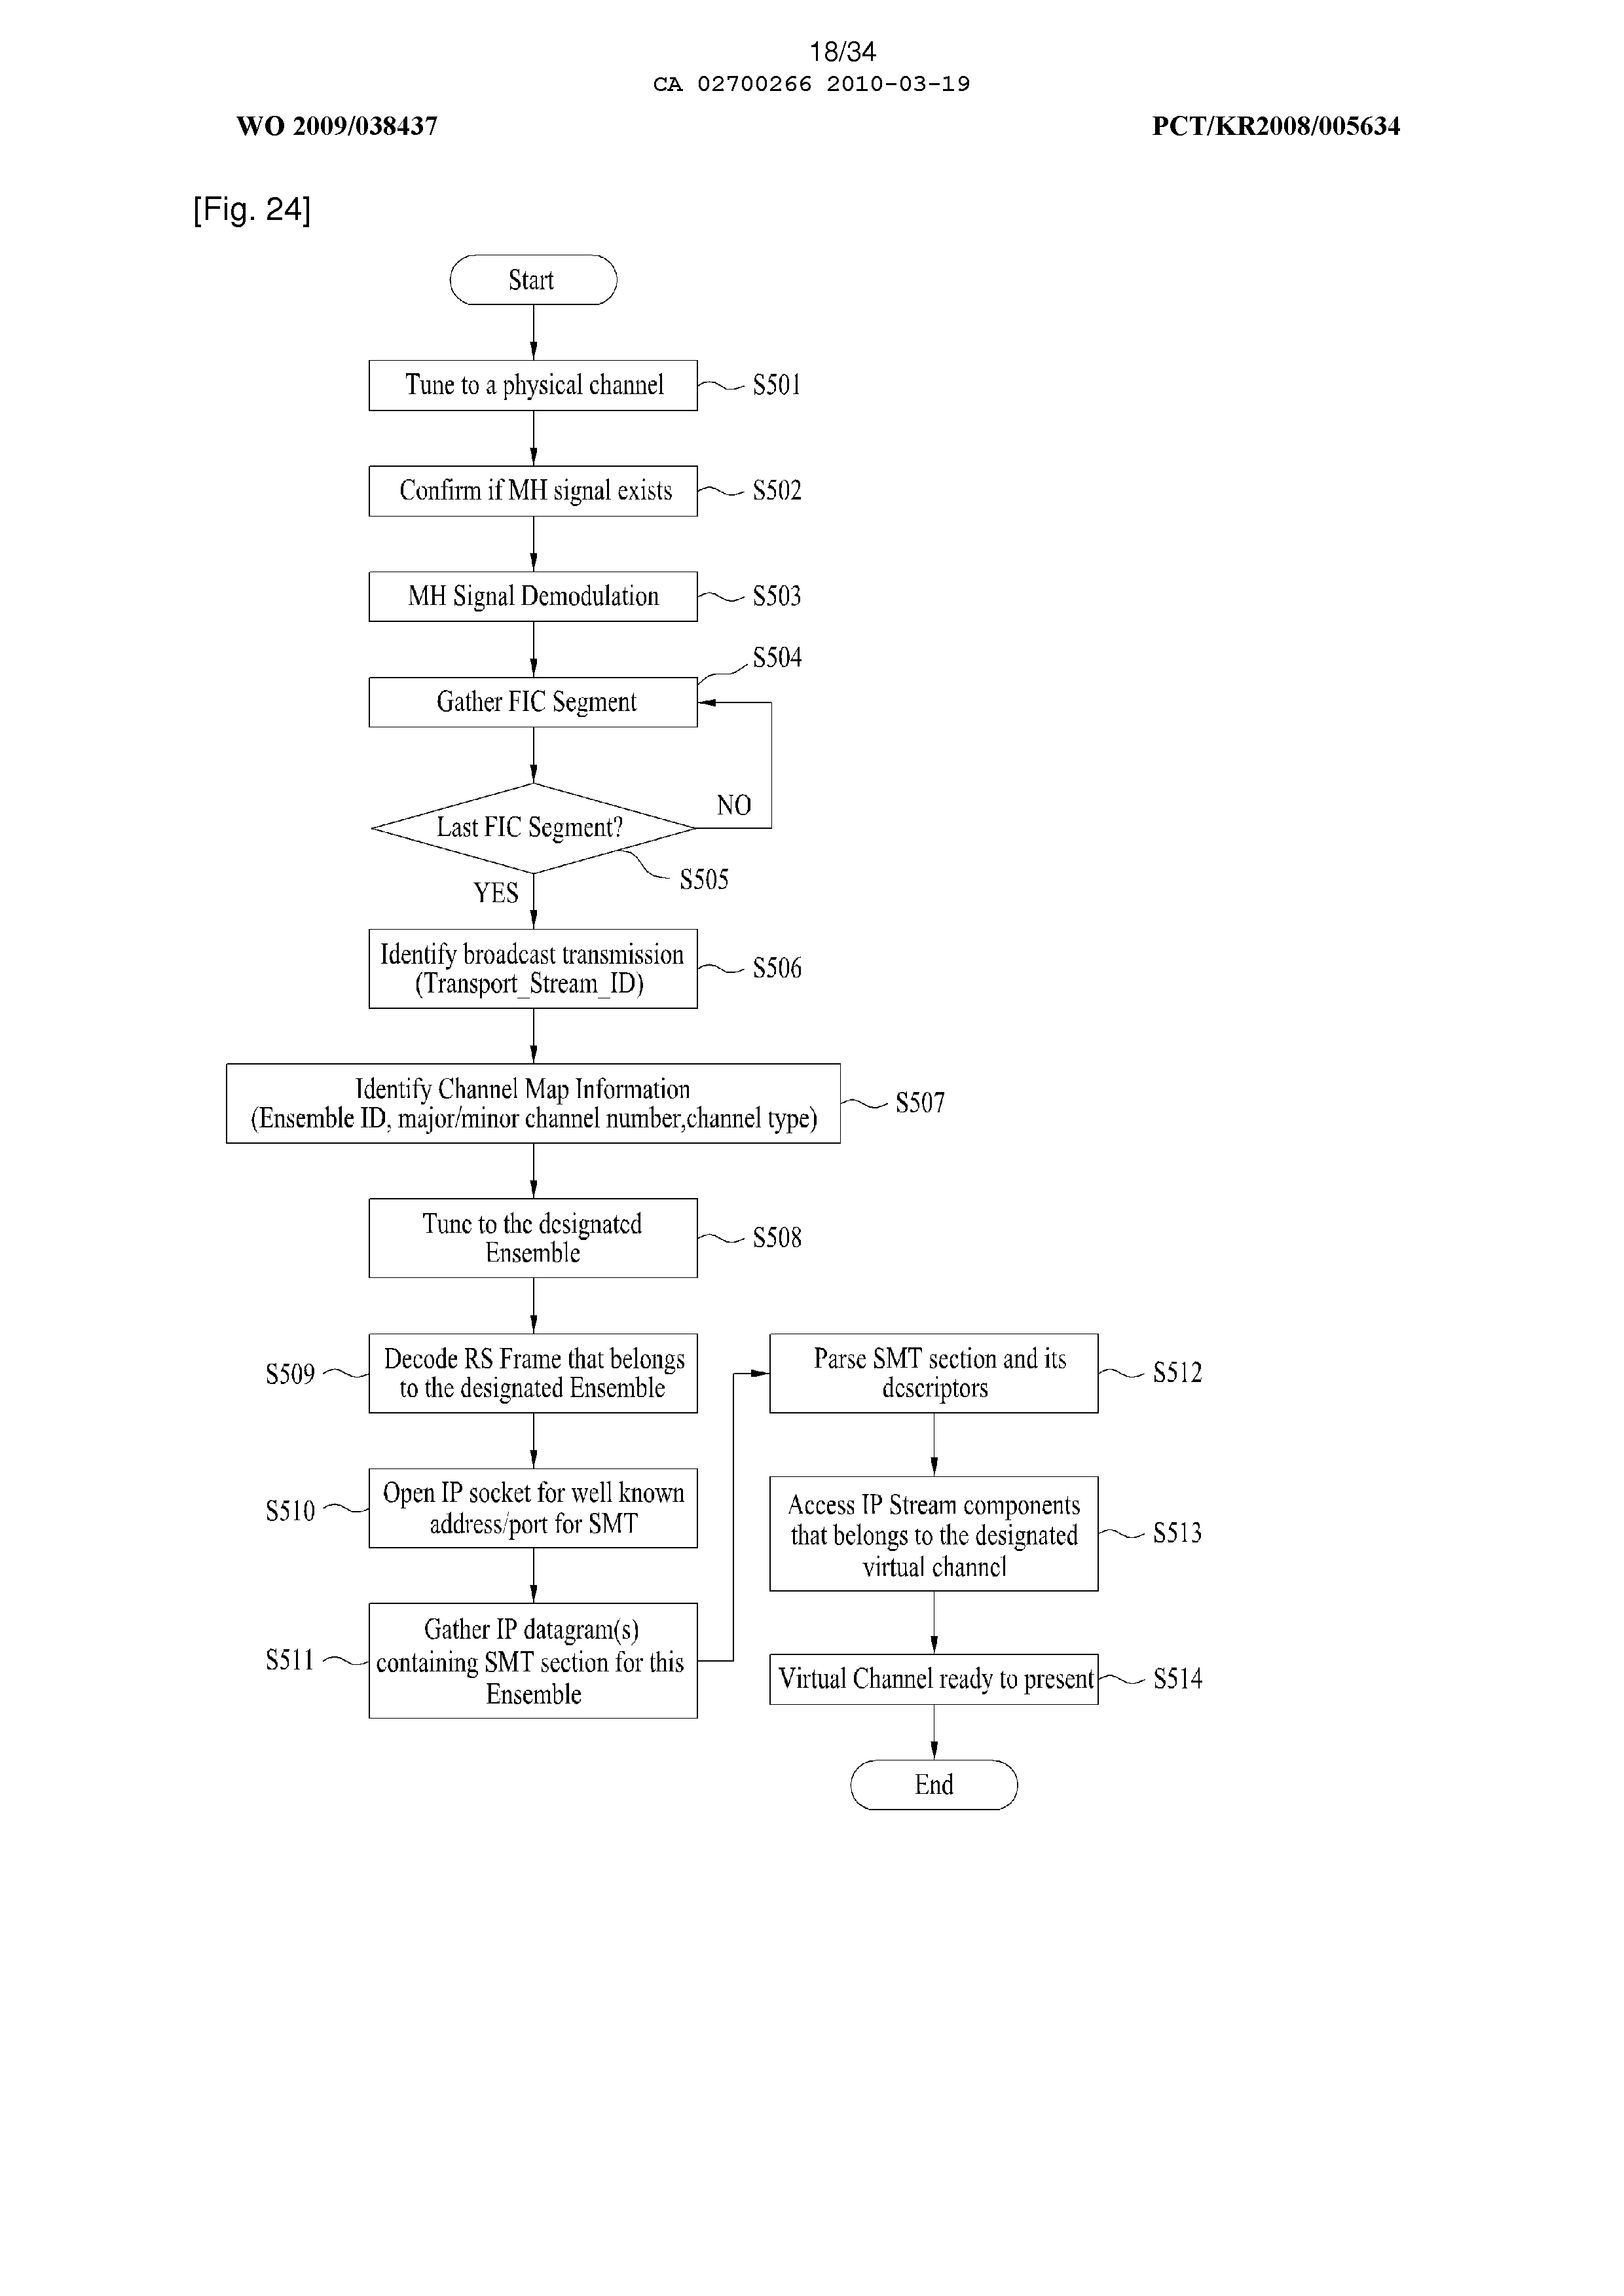 18/34
CA 02700266 2010-03-19
WO 2009/038437
PCT/KR2008/005634
[Fig. 24]
Start
Tune to a physical channel
S501
Confirm if MH signal exists
S502
MH Signal Demodulation
S503
S504
Gather FIC Segment
NO
Last FIC Segment?
S505
YES
Identify broadcast transmission
(Transport_Stream_ID)
S506
Identify Channel Map Information
(Ensemble ID, major/minor channel number,channel type)
S507
Tune to the designated
Ensemble
S508
S509
Decode RS Frame that belongs
to the designated Ensemble
S510
Open IP socket for well known
address/port for SMT
S511
Gather IP datagram(s)
containing SMT section for this
Ensemble
Parse SMT section and its
descriptors
S512
Access IP Stream components
that belongs to the designated
virtual channel
S513
Virtual Channel ready to present
S514
End